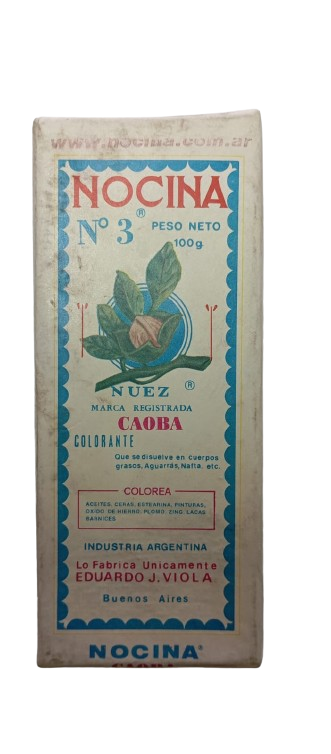 www.nocina.com.ar
NOCINA®
Nº 3 PESO NETO
100g
NUEZ ®
MARCA REGISTRADA
CAOBA
COLORANTE
Que se disuelve en cuerpos
grasos, Aguarrás, Nafta. etc.
COLOREA
ACEITES, CERAS, ESTEARINA, PINTURAS,
OXIDO DE HIERRO, PLOMO, ZINC, LACAS
BARNICES
INDUSTRIA ARGENTINA
Lo Fabrica Unicamente
EDUARDO J. VIOLA
Buenos Aires
NOCINA®
CAOBA